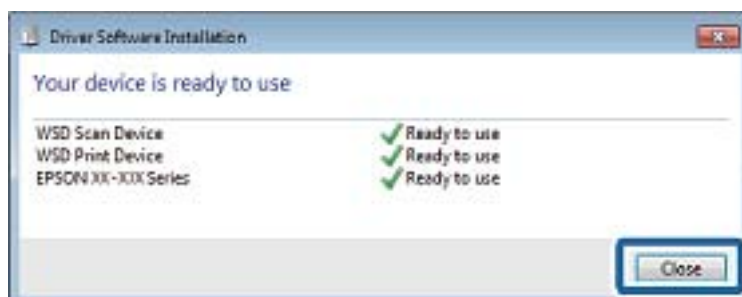 Driver Software Installation
Your device is ready to use
WSD Scan Device Ready to use
WSD Print Device Ready to use
EPSON XX-XXX Series Ready to use
Close